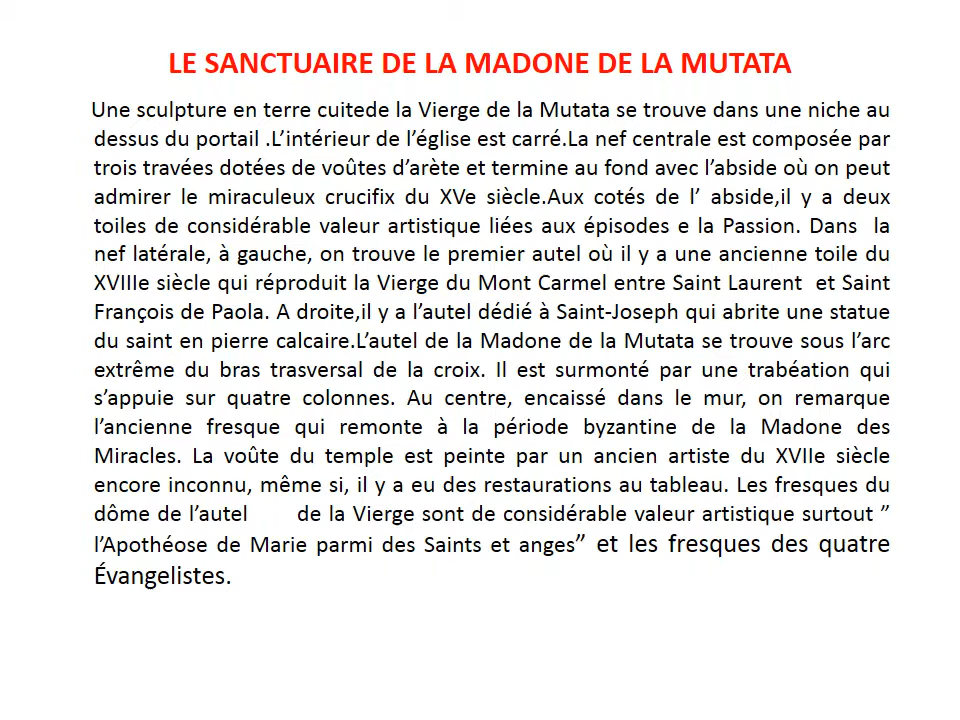 LE SANCTUAIRE DE LA MADONE DE LA MUTATA
Une sculpture en terre cuitede la Vierge de la Mutata se trouve dans une niche au
dessus du portail .L’intérieur de l’église est carré.La nef centrale est composée par
trois travées dotées de voûtes d’arète et termine au fond avec l’abside où on peut
admirer le miraculeux crucifix du XVe siècle.Aux cotés de l’ abside,il y a deux
toiles de considérable valeur artistique liées aux épisodes e la Passion. Dans  la
nef latérale, à gauche, on trouve le premier autel où il y a une ancienne toile du
XVIIIe siècle qui réproduit la Vierge du Mont Carmel entre Saint Laurent  et Saint
François de Paola. A droite,il y a l’autel dédié à Saint-Joseph qui abrite une statue
du saint en pierre calcaire.L’autel de la Madone de la Mutata se trouve sous l’arc
extrême du bras trasversal de la croix. Il est surmonté par une trabéation qui
s’appuie sur quatre colonnes. Au centre, encaissé dans le mur, on remarque
l’ancienne fresque qui remonte à la période byzantine de la Madone des
Miracles. La voûte du temple est peinte par un ancien artiste du XVIIe siècle
encore inconnu, même si, il y a eu des restaurations au tableau. Les fresques du
dôme de l’autel      de la Vierge sont de considérable valeur artistique surtout ”
l’Apothéose de Marie parmi des Saints et anges” et les fresques des quatre
Évangelistes.